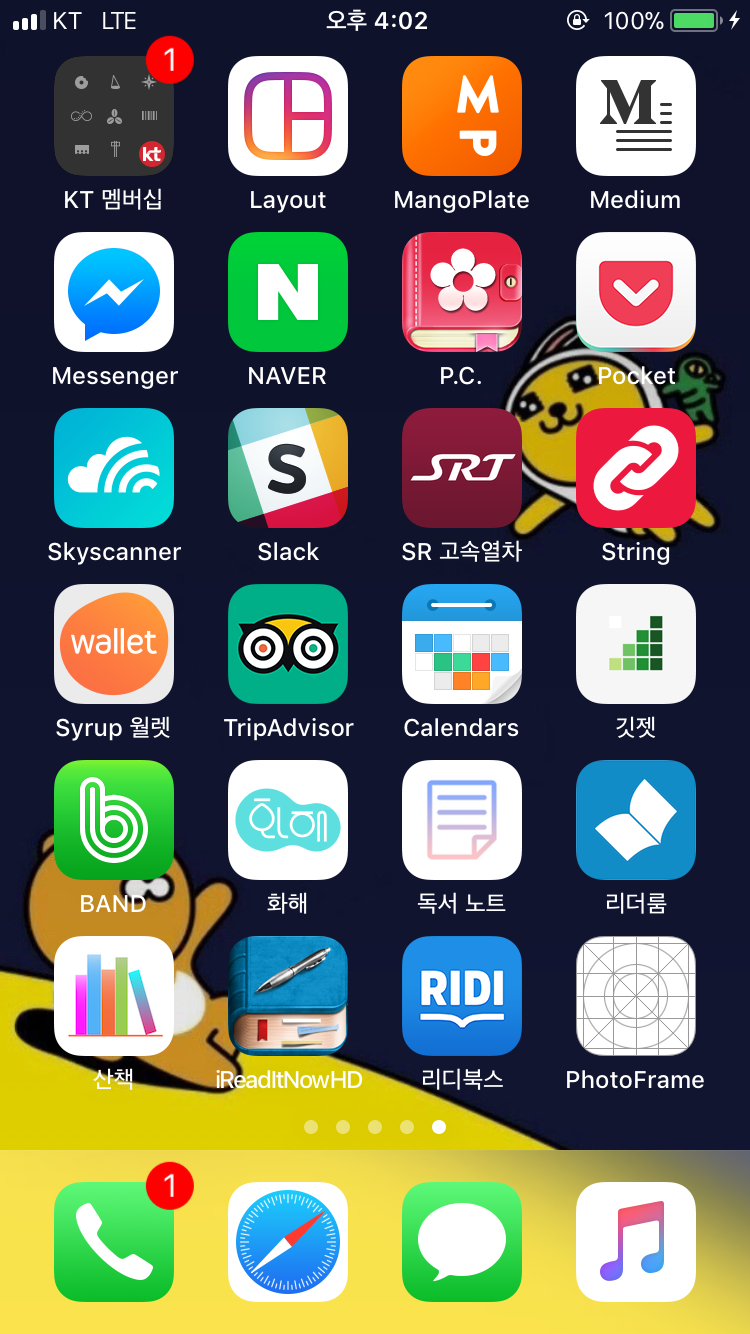 KT LTE 오후 4:02 100%
1
kt
MP
M
KT 멤버십 Layout MangoPlate Medium
N
Messenger NAVER P.C. Pocket
S SRT
Skyscanner Slack SR 고속열차 String
wallet
Syrup 월렛 TripAdvisor Calendars 깃젯
b
BAND 화해 독서 노트 리더룸
RIDI
산책 iReadItNowHD 리디북스 PhotoFrame
1